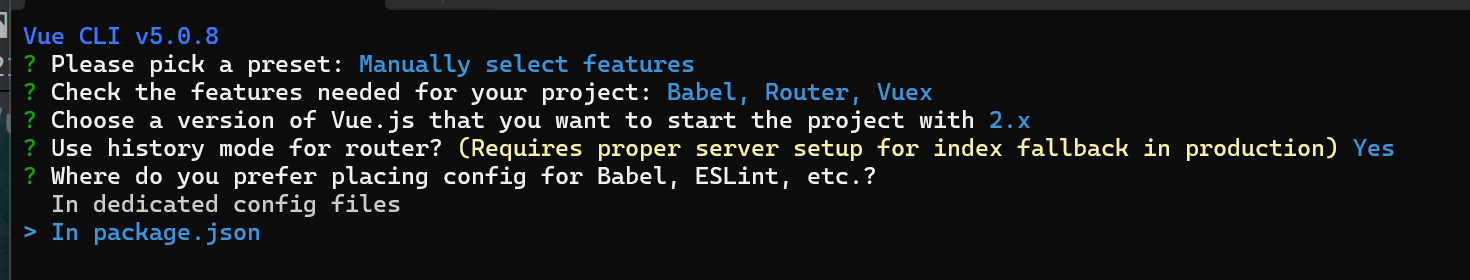 Vue CLI v5.0.8
? Please pick a preset: Manually select features
? Check the features needed for your project: Babel, Router, Vuex
? Choose a version of Vue.js that you want to start the project with 2.x
? Use history mode for router? (Requires proper server setup for index fallback in production) Yes
? Where do you prefer placing config for Babel, ESLint, etc.?
In dedicated config files
> In package.json